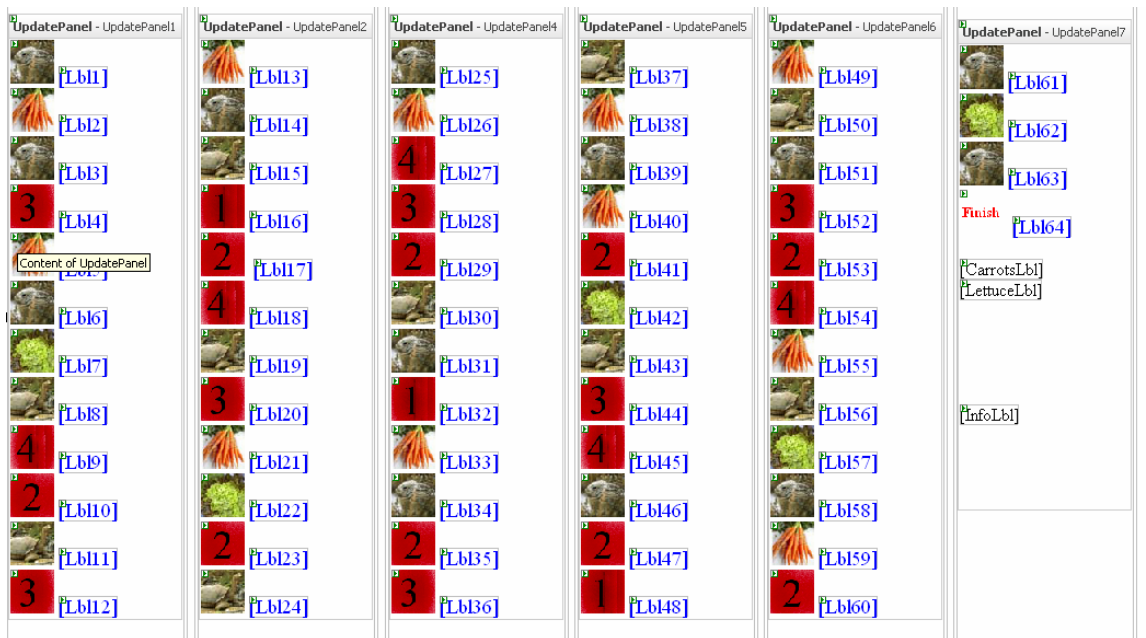 UpdatePanel - UpdatePanel1
[Lbl1]
[Lbl2]
[Lbl3]
3 [Lbl4]
Content of UpdatePanel
[Lbl6]
[Lbl7]
[Lbl8]
4 [Lbl9]
2 [Lbl10]
[Lbl11]
3 [Lbl12]
UpdatePanel - UpdatePanel2
[Lbl13]
[Lbl14]
[Lbl15]
1 [Lbl16]
2 [Lbl17]
4 [Lbl18]
[Lbl19]
3 [Lbl20]
[Lbl21]
[Lbl22]
2 [Lbl23]
[Lbl24]
UpdatePanel - UpdatePanel4
[Lbl25]
[Lbl26]
4 [Lbl27]
3 [Lbl28]
2 [Lbl29]
[Lbl30]
[Lbl31]
1 [Lbl32]
[Lbl33]
[Lbl34]
2 [Lbl35]
3 [Lbl36]
UpdatePanel - UpdatePanel5
[Lbl37]
[Lbl38]
[Lbl39]
[Lbl40]
2 [Lbl41]
[Lbl42]
[Lbl43]
3 [Lbl44]
4 [Lbl45]
[Lbl46]
2 [Lbl47]
1 [Lbl48]
UpdatePanel - UpdatePanel6
[Lbl49]
[Lbl50]
[Lbl51]
3 [Lbl52]
2 [Lbl53]
4 [Lbl54]
[Lbl55]
[Lbl56]
[Lbl57]
[Lbl58]
[Lbl59]
2 [Lbl60]
UpdatePanel - UpdatePanel7
[Lbl61]
[Lbl62]
[Lbl63]
Finish [Lbl64]
[CarrotsLbl]
[LettuceLbl]
[InfoLbl]